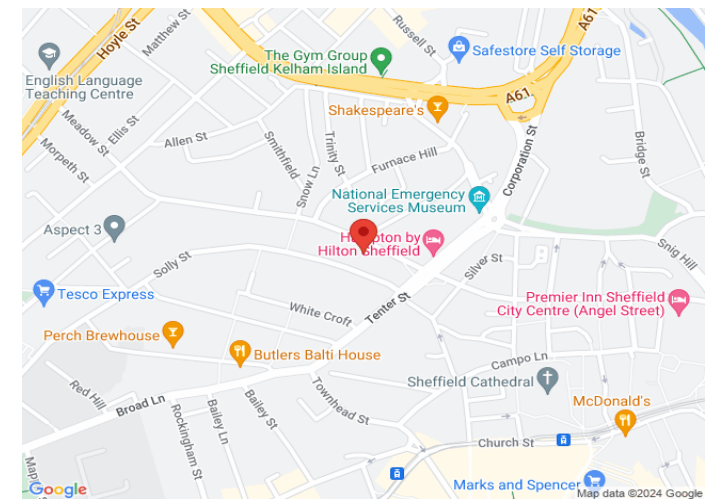 Hoyle St
Matthew St
Russell St
A61
The Gym Group
Sheffield Kelham Island
Safestore Self Storage
English Language
Teaching Centre
A61
Shakespeare's
Meadow St
Ellis St
Allen St
Smithfield
Trinity St
Furnace Hill
Corporation St
Bridge St
Morpeth St
Snow Ln
National Emergency
Services Museum
Aspect 3
Hampton by
Hilton Sheffield
Snig Hill
Solly St
Silver St
Tesco Express
Premier Inn Sheffield
City Centre (Angel Street)
White Croft
Tenter St
Perch Brewhouse
Butlers Balti House
Campo Ln
Red Hill
Sheffield Cathedral
Broad Ln
Townhead St
McDonald's
Rockingham St
Bailey Ln
Bailey St
Church St
Google
Marks and Spencer
Map data ©2024 Google